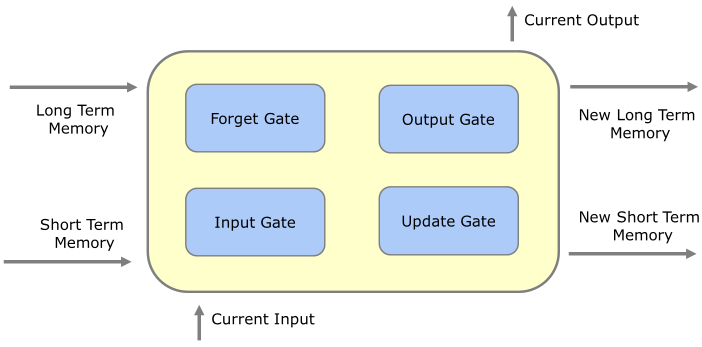 Current Output
Long Term
Memory
Forget Gate
Output Gate
New Long Term
Memory
Short Term
Memory
Input Gate
Update Gate
New Short Term
Memory
Current Input